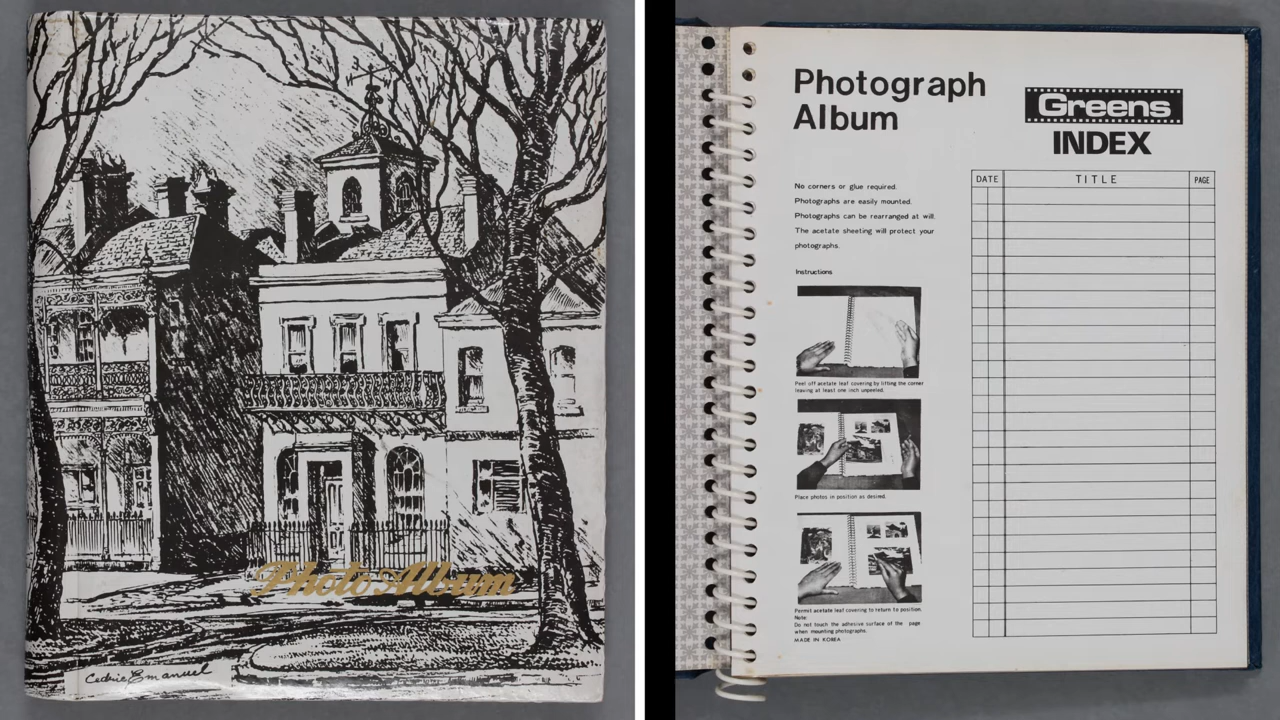 Photo Album
Cedric Emanuel
Photograph
Album
No corners or glue required.
Photographs are easily mounted.
Photographs can be rearranged at will.
The acetate sheeting will protect your
photographs.
Instructions
Peel off acetate leaf covering by lifting the corner
leaving at least one inch unpeeled.
Place photos in position as desired.
Permit acetate leaf covering to return to position.
Note:
Do not touch the adhesive surface of the page
when mounting photographs.
MADE IN KOREA
Greens
INDEX
DATE TITLE PAGE